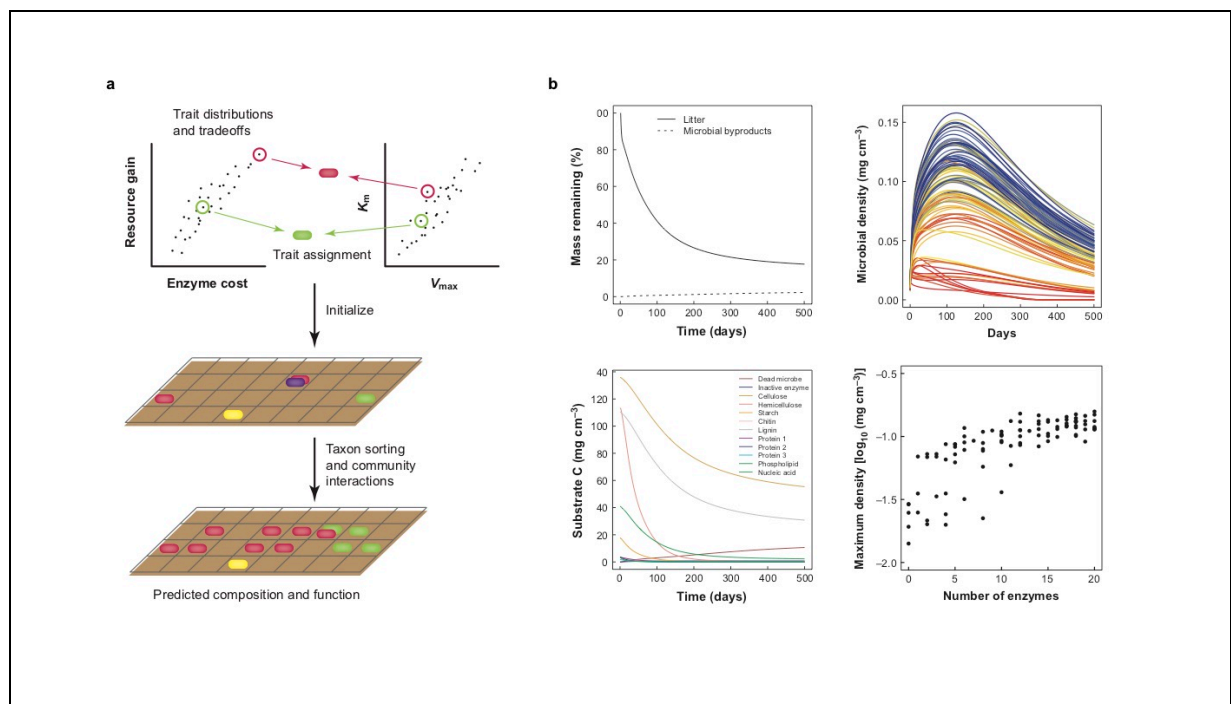 a
Trait distributions
and tradeoffs
Resource gain
Enzyme cost
Trait assignment
Km
Vmax
Initialize
Taxon sorting
and community
interactions
Predicted composition and function
b
Mass remaining (%)
00
80
60
40
20
0
Litter
Microbial byproducts
0 100 200 300 400 500
Time (days)
Microbial density (mg cm⁻³)
0.15
0.10
0.05
0.00
0 100 200 300 400 500
Days
Substrate C (mg cm⁻³)
40
120
100
80
60
40
20
0
Dead microbe
Inactive enzyme
Cellulose
Hemicellulose
Starch
Chitin
Lignin
Protein 1
Protein 2
Protein 3
Phospholipid
Nucleic acid
0 100 200 300 400 500
Time (days)
Maximum density [log₁₀ (mg cm⁻³)]
–0.5
–1.0
–1.5
–2.0
0 5 10 15 20
Number of enzymes